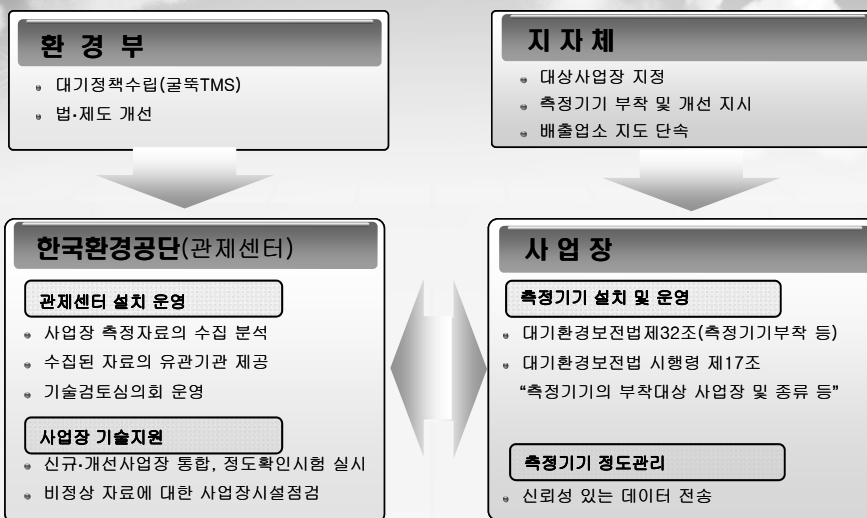 환 경 부
대기정책수립(굴뚝TMS)
법·제도 개선
지 자 체
대상사업장 지정
측정기기 부착 및 개선 지시
배출업소 지도 단속
한국환경공단(관제센터)
관제센터 설치 운영
사업장 측정자료의 수집 분석
수집된 자료의 유관기관 제공
기술검토심의회 운영
사업장 기술지원
신규·개선사업장 통합, 정도확인시험 실시
비정상 자료에 대한 사업장시설점검
사 업 장
측정기기 설치 및 운영
대기환경보전법제32조(측정기기부착 등)
대기환경보전법 시행령 제17조
“측정기기의 부착대상 사업장 및 종류 등”
측정기기 정도관리
신뢰성 있는 데이터 전송